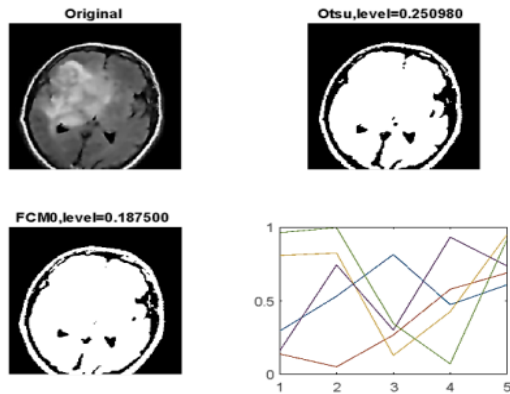 Original
Otsu,level=0.250980
FCM0,level=0.187500
1
0.5
0
1 2 3 4 5